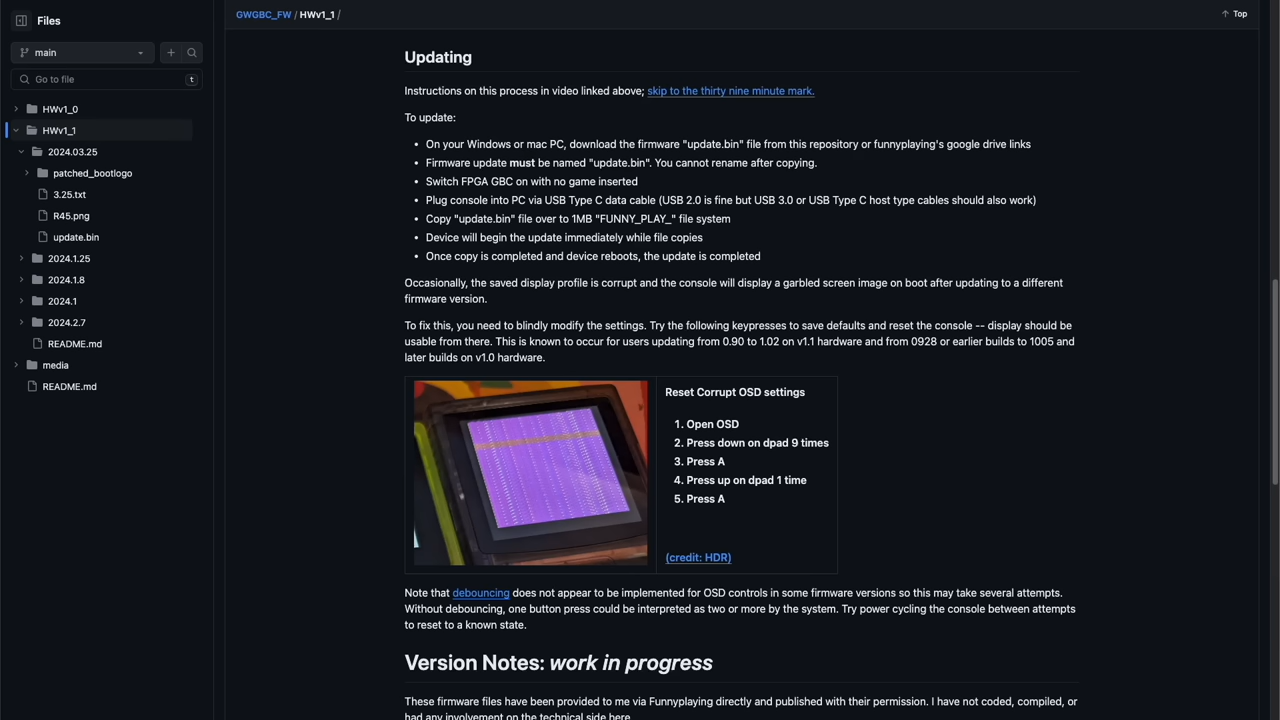 Files
main
Go to file
t
HWv1_0
HWv1_1
2024.03.25
patched_bootlogo
3.25.txt
R45.png
update.bin
2024.1.25
2024.1.8
2024.1
2024.2.7
README.md
media
README.md
GWGBC_FW / HWv1_1 /
Top
Updating
Instructions on this process in video linked above; skip to the thirty nine minute mark.
To update:
• On your Windows or mac PC, download the firmware "update.bin" file from this repository or funnyplaying's google drive links
• Firmware update must be named "update.bin". You cannot rename after copying.
• Switch FPGA GBC on with no game inserted
• Plug console into PC via USB Type C data cable (USB 2.0 is fine but USB 3.0 or USB Type C host type cables should also work)
• Copy "update.bin" file over to 1MB "FUNNY_PLAY_" file system
• Device will begin the update immediately while file copies
• Once copy is completed and device reboots, the update is completed
Occasionally, the saved display profile is corrupt and the console will display a garbled screen image on boot after updating to a different
firmware version.
To fix this, you need to blindly modify the settings. Try the following keypresses to save defaults and reset the console -- display should be
usable from there. This is known to occur for users updating from 0.90 to 1.02 on v1.1 hardware and from 0928 or earlier builds to 1005 and
later builds on v1.0 hardware.
Reset Corrupt OSD settings
1. Open OSD
2. Press down on dpad 9 times
3. Press A
4. Press up on dpad 1 time
5. Press A
(credit: HDR)
Note that debouncing does not appear to be implemented for OSD controls in some firmware versions so this may take several attempts.
Without debouncing, one button press could be interpreted as two or more by the system. Try power cycling the console between attempts
to reset to a known state.
Version Notes: work in progress
These firmware files have been provided to me via Funnyplaying directly and published with their permission. I have not coded, compiled, or
had any involvement on the technical side here